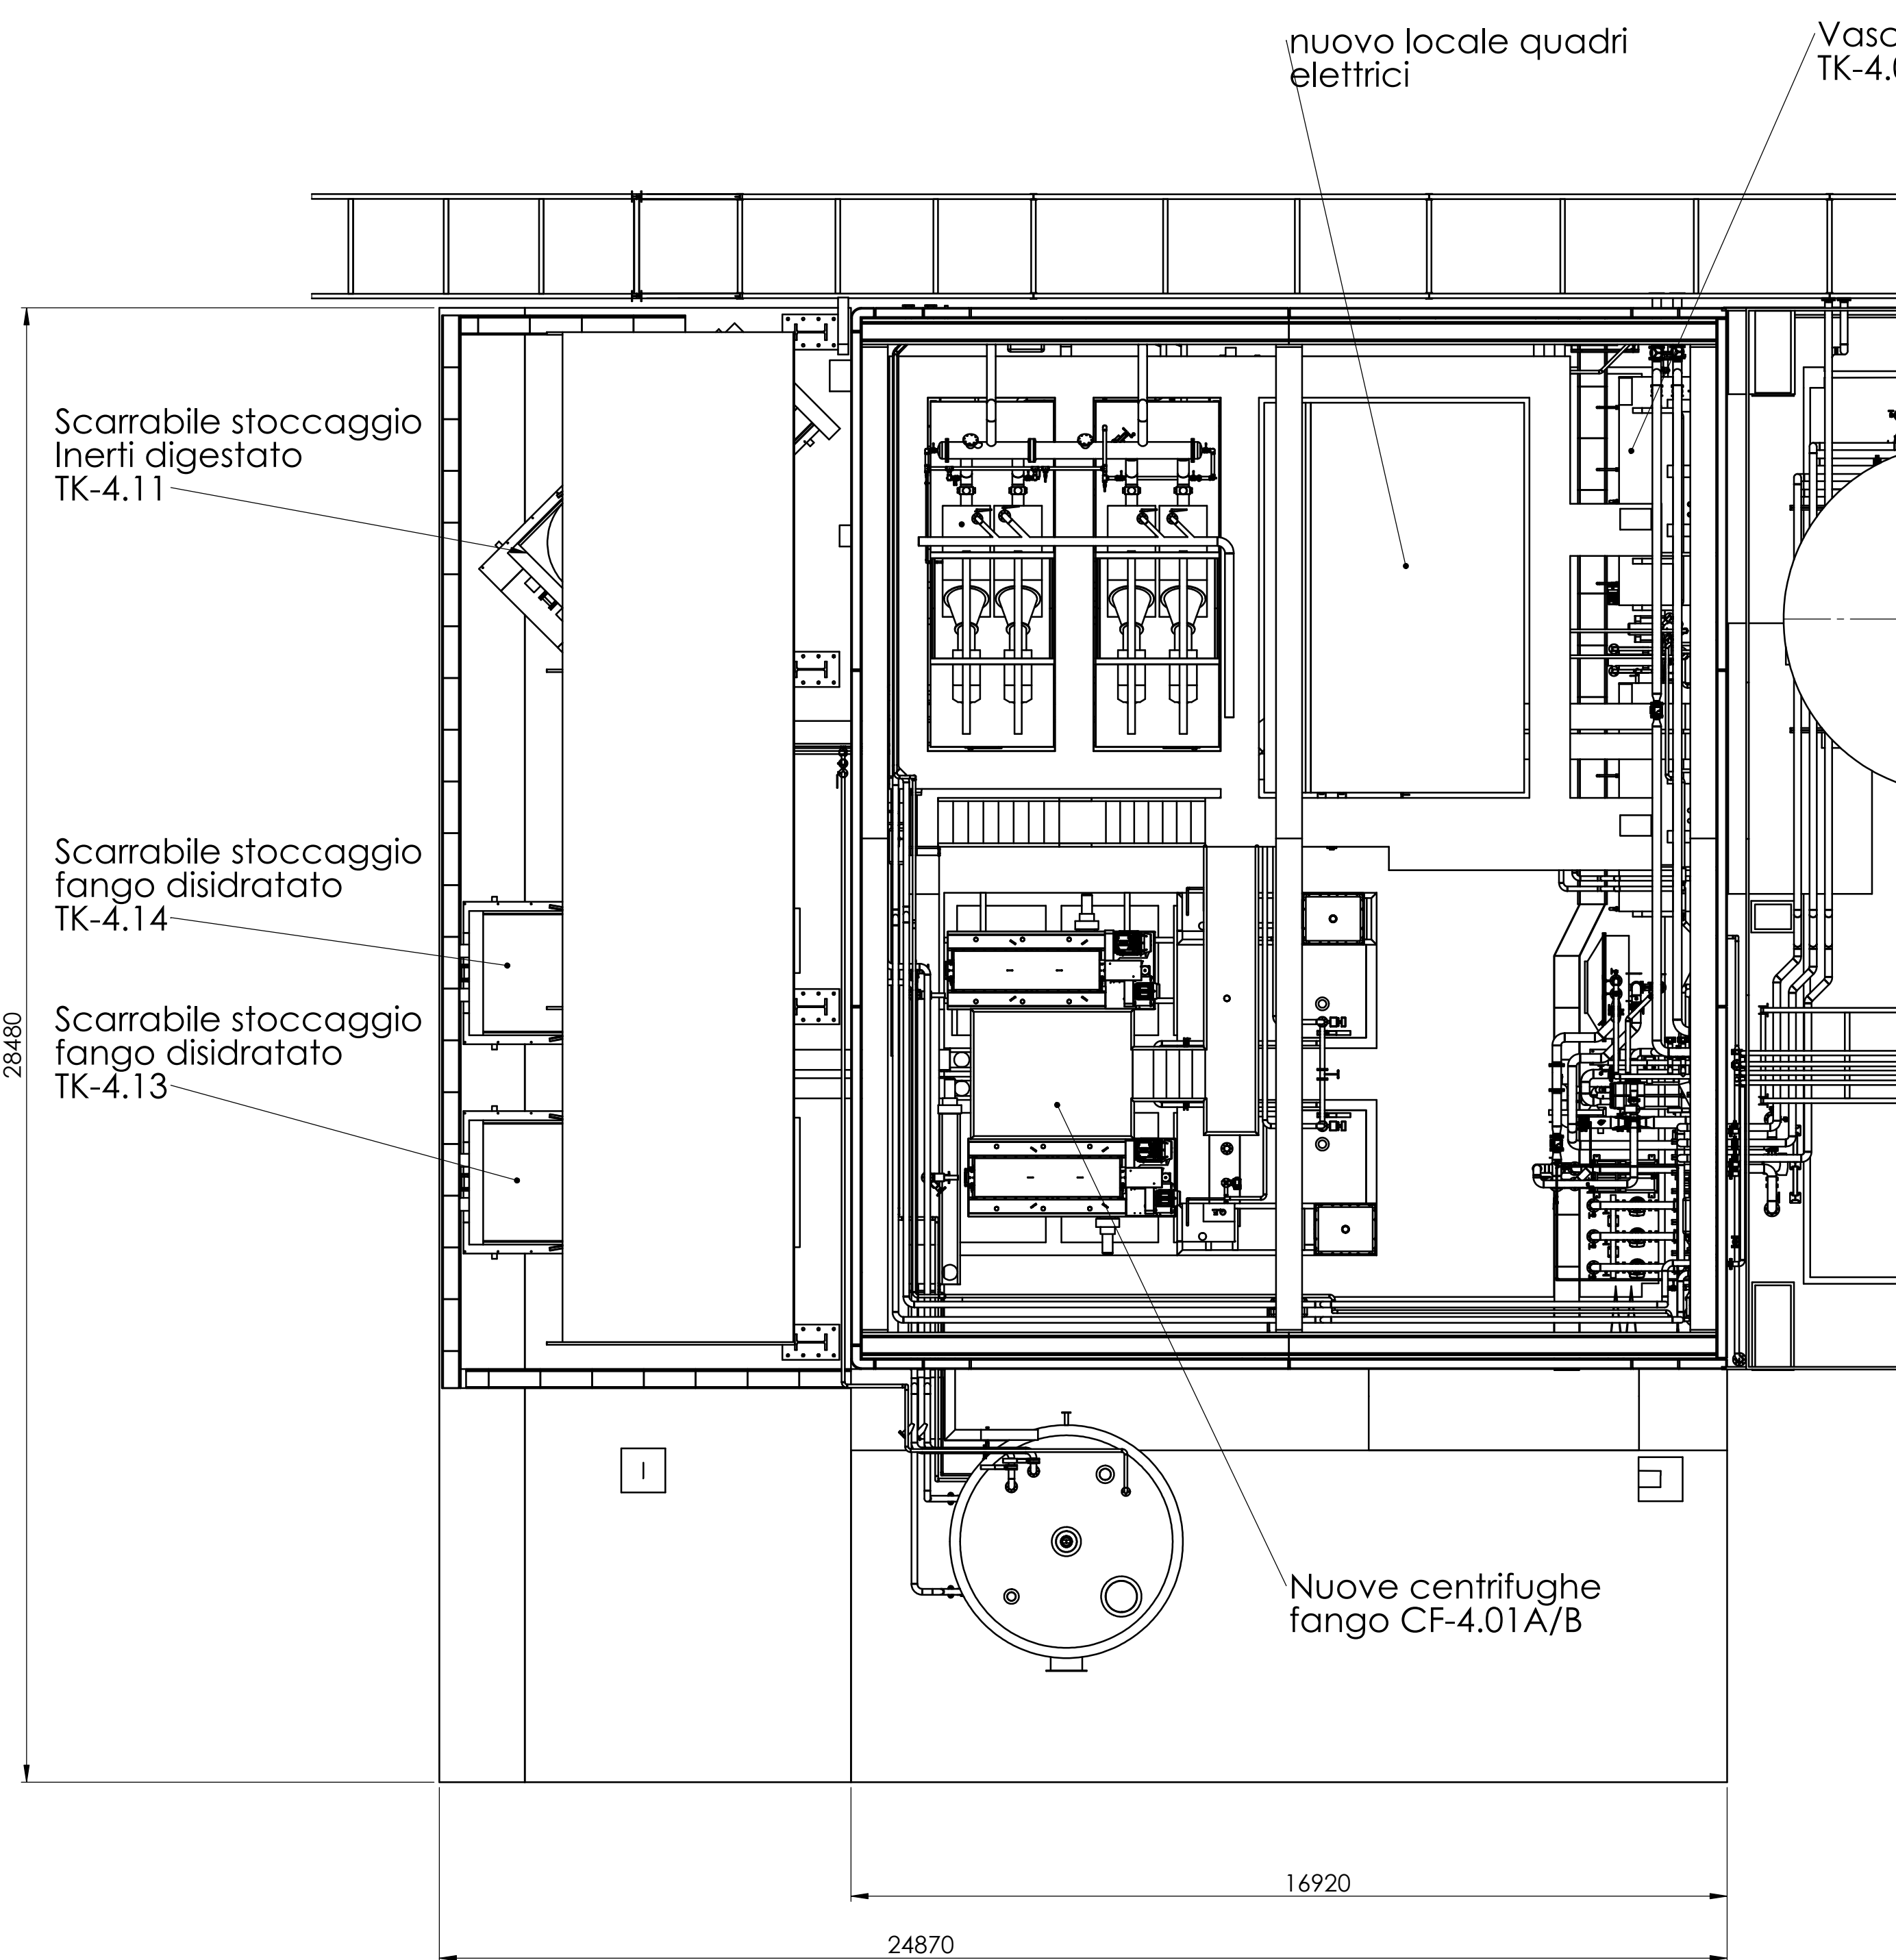 nuovo locale quadri
elettrici
Scarrabile stoccaggio
Inerti digestato
TK-4.11
Scarrabile stoccaggio
fango disidratato
TK-4.14
Scarrabile stoccaggio
fango disidratato
TK-4.13
28480
Nuove centrifughe
fango CF-4.01A/B
16920
24870